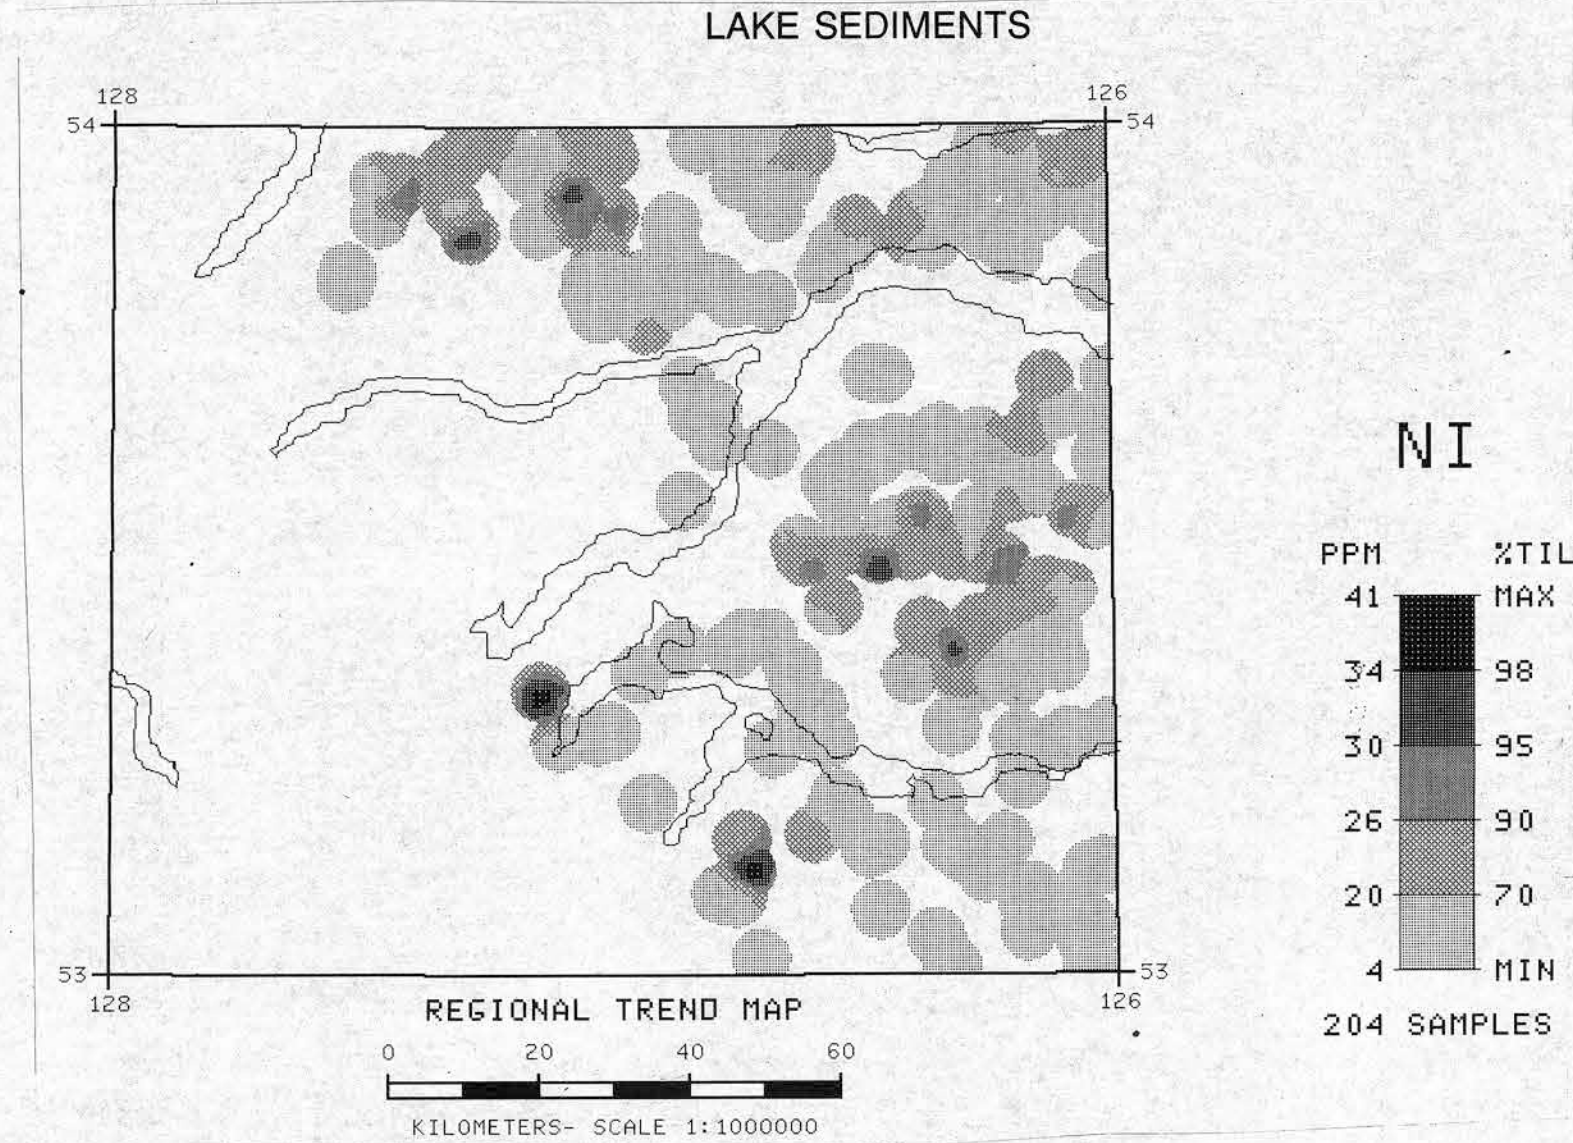 LAKE SEDIMENTS
128
126
54
54
NI
PPM %TIL
41 MAX
34 98
30 95
26 90
20 70
4 MIN
204 SAMPLES
53
53
128
126
REGIONAL TREND MAP
0 20 40 60
KILOMETERS- SCALE 1:1000000